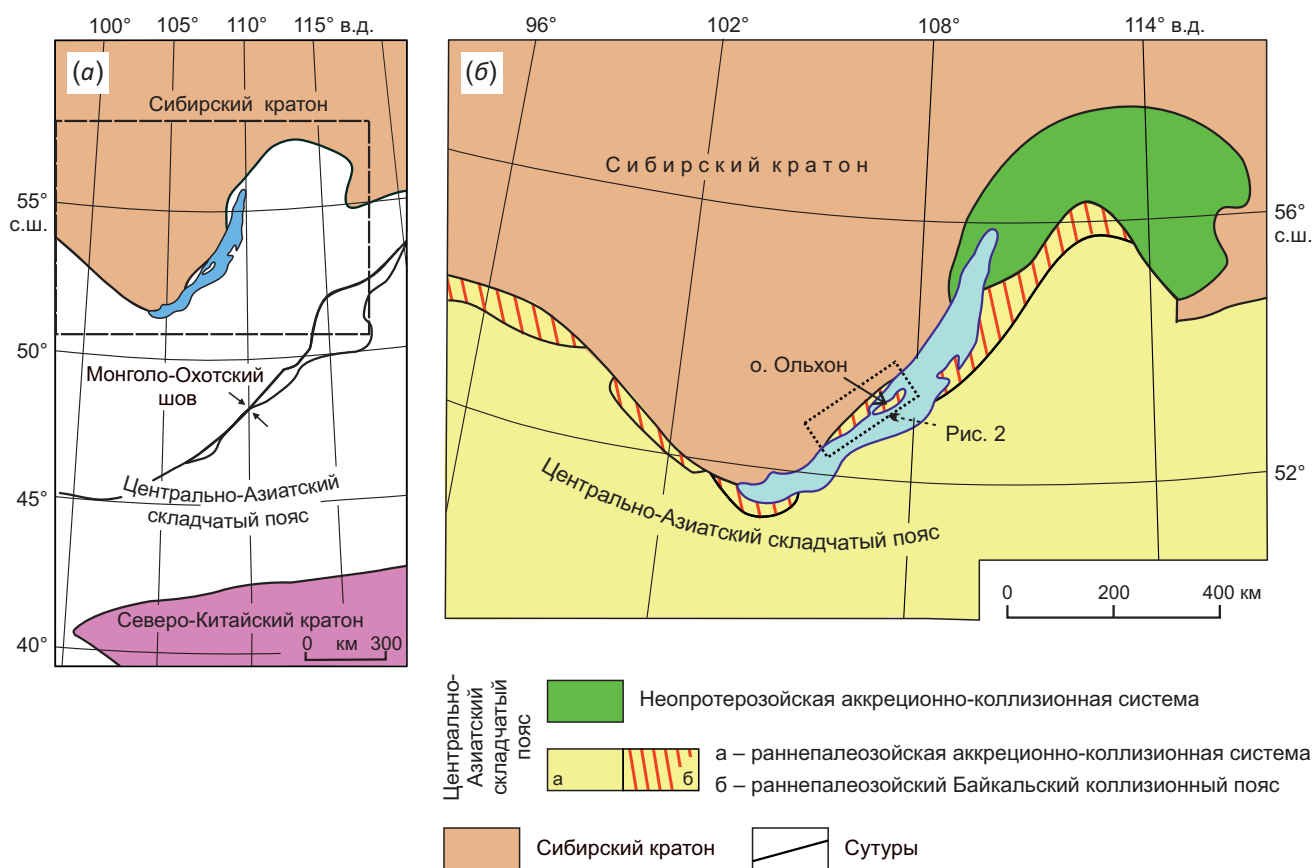 100° 105° 110° 115° в.д.
(а)
Сибирский кратон
55°
с.ш.
50°
Монголо-Охотский
шов
45°
Центрально-Азиатский
складчатый пояс
Северо-Китайский кратон
40°
0 км 300
96° 102° 108° 114° в.д.
(б)
Сибирский кратон
56°
с.ш.
о. Ольхон
Рис. 2
52°
Центрально-Азиатский складчатый пояс
0 200 400 км
Центрально-
Азиатский
складчатый
пояс
Неопротерозойская аккреционно-коллизионная система
а б
а – раннепалеозойская аккреционно-коллизионная система
б – раннепалеозойский Байкальский коллизионный пояс
Сибирский кратон
Сутуры